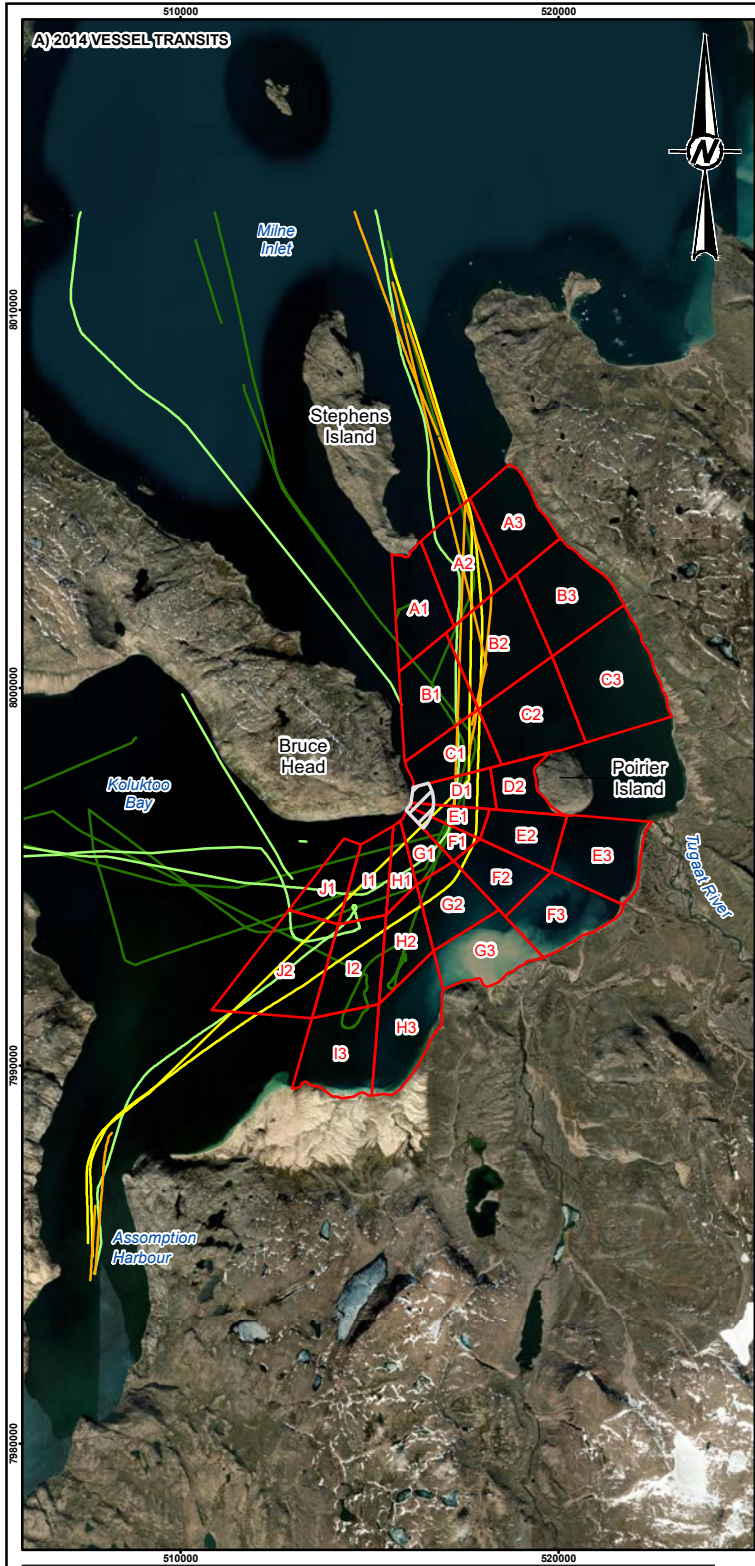 510000
520000
A) 2014 VESSEL TRANSITS
N
Milne
Inlet
8010000
Stephens
Island
A3
A2
B3
A1
B2
C3
B1
8000000
C2
C1
Bruce
Head
Poirier
Island
D1
D2
Koluktoo
Bay
E1
E2
F1
E3
G1
Tugaat River
H1
I1
J1
F2
G2
F3
H2
G3
I2
J2
H3
I3
7990000
Assomption
Harbour
7980000
510000
520000